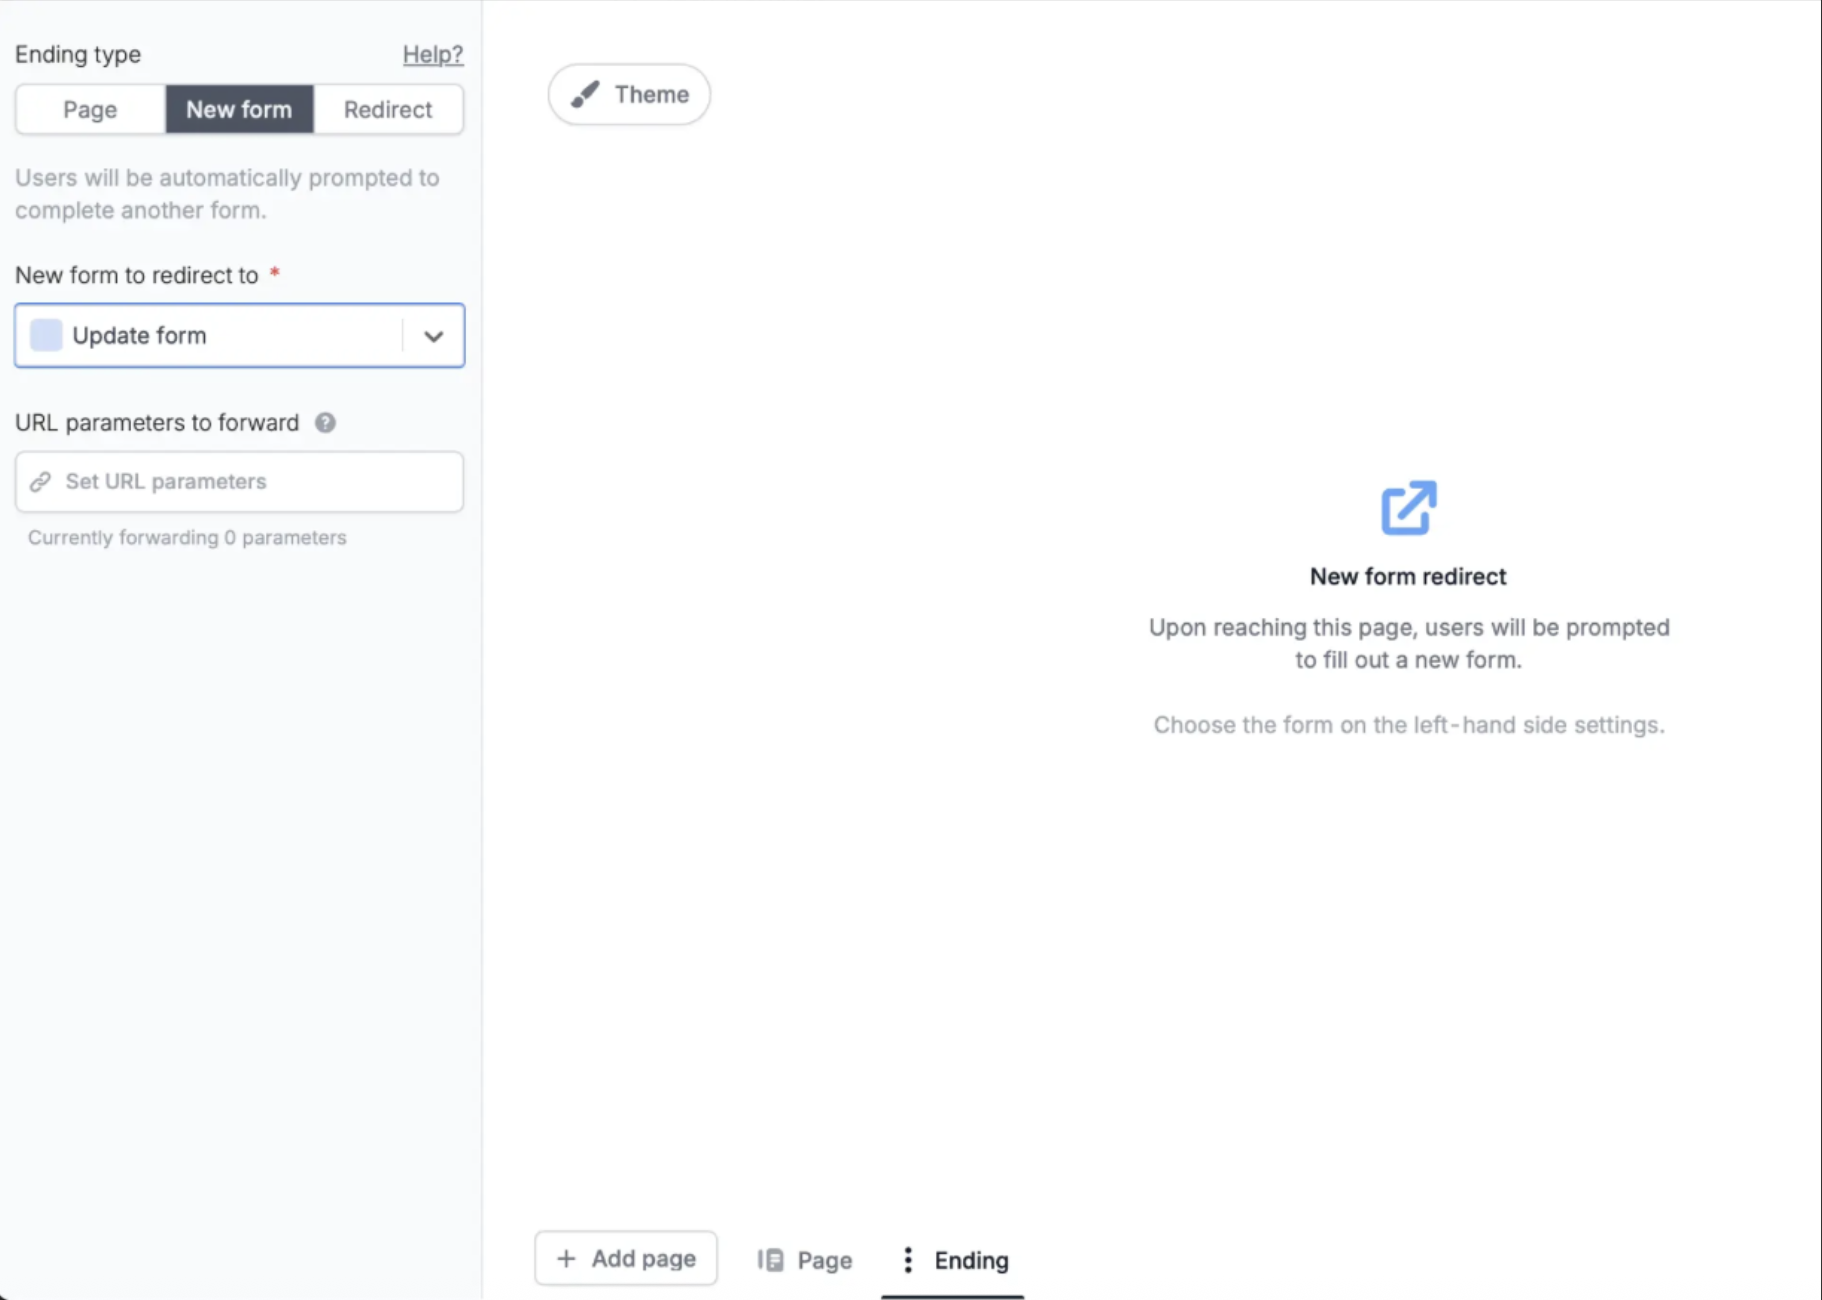 Ending type
Help?
Page
New form
Redirect
Users will be automatically prompted to
complete another form.
New form to redirect to *
Update form
URL parameters to forward ?
Set URL parameters
Currently forwarding 0 parameters
Theme
New form redirect
Upon reaching this page, users will be prompted
to fill out a new form.
Choose the form on the left-hand side settings.
+ Add page
Page
Ending